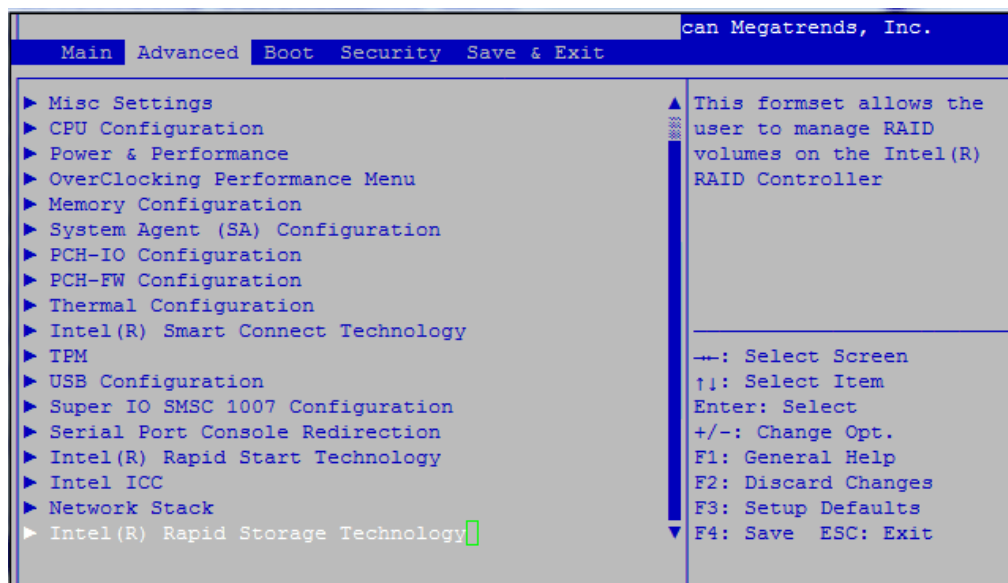 can Megatrends, Inc.
Main Advanced Boot Security Save & Exit
► Misc Settings
► CPU Configuration
► Power & Performance
► OverClocking Performance Menu
► Memory Configuration
► System Agent (SA) Configuration
► PCH-IO Configuration
► PCH-FW Configuration
► Thermal Configuration
► Intel(R) Smart Connect Technology
► TPM
► USB Configuration
► Super IO SMSC 1007 Configuration
► Serial Port Console Redirection
► Intel(R) Rapid Start Technology
► Intel ICC
► Network Stack
► Intel(R) Rapid Storage Technology
This formset allows the
user to manage RAID
volumes on the Intel(R)
RAID Controller
→←: Select Screen
↑↓: Select Item
Enter: Select
+/-: Change Opt.
F1: General Help
F2: Discard Changes
F3: Setup Defaults
F4: Save ESC: Exit